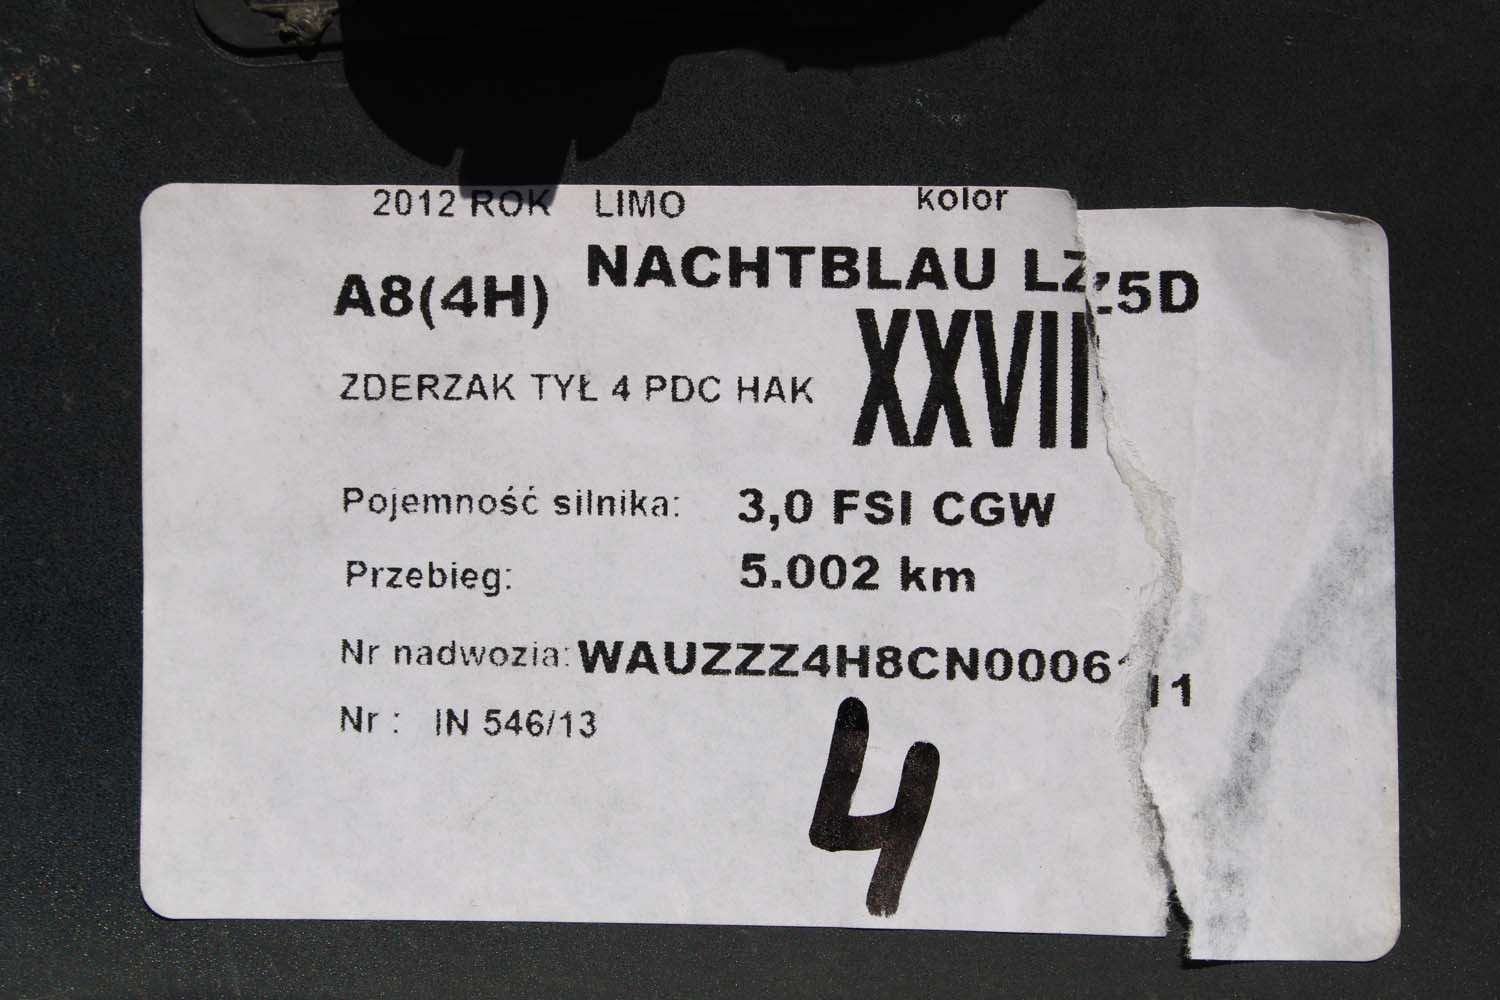 2012 ROK LIMO kolor
A8(4H) NACHTBLAU LZ5D
XXVII
ZDERZAK TYŁ 4 PDC HAK
Pojemność silnika: 3,0 FSI CGW
Przebieg: 5.002 km
Nr nadwozia: WAUZZZ4H8CN0006111
Nr : IN 546/13
4